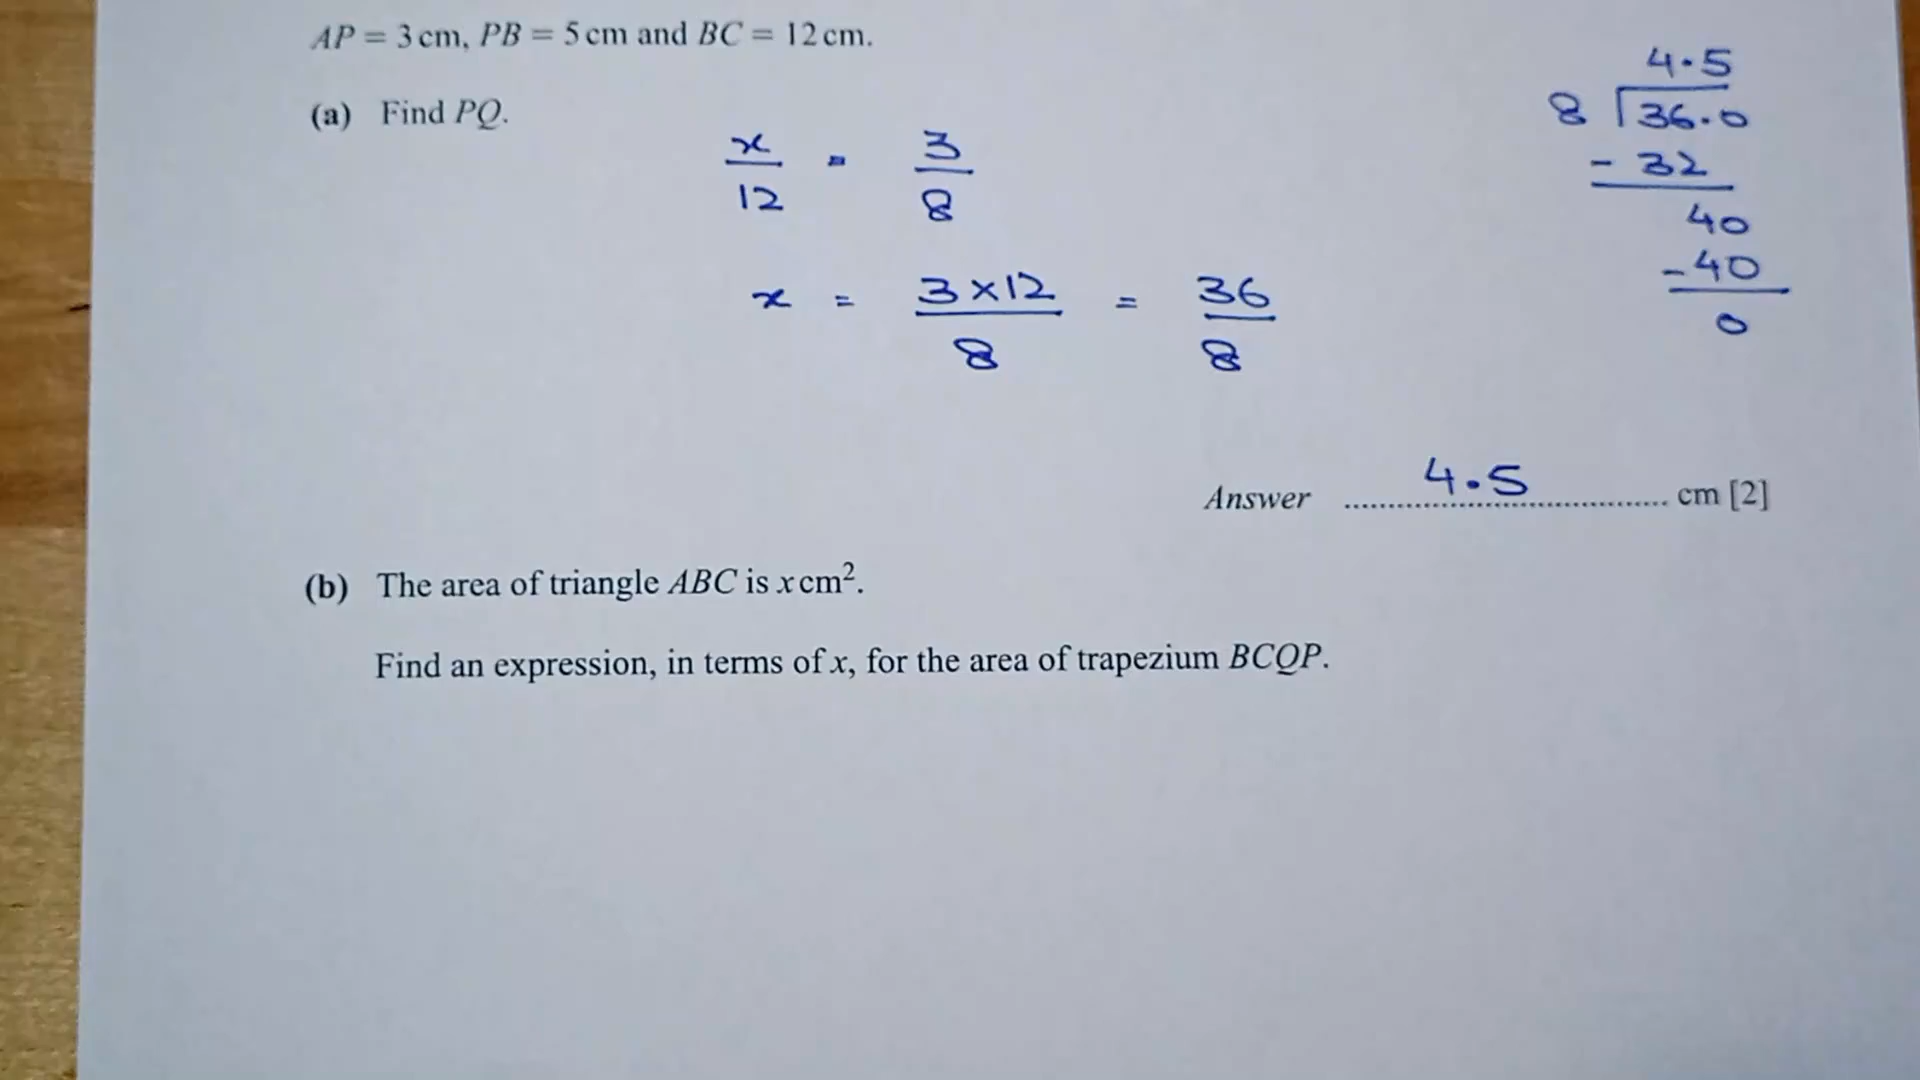 AP = 3 cm, PB = 5 cm and BC = 12 cm.
(a) Find PQ.
x/12 = 3/8
x = 3×12/8 = 36/8
4.5
8 √36.0
- 32
40
-40
0
Answer 4.5 cm [2]
(b) The area of triangle ABC is x cm².
Find an expression, in terms of x, for the area of trapezium BCQP.